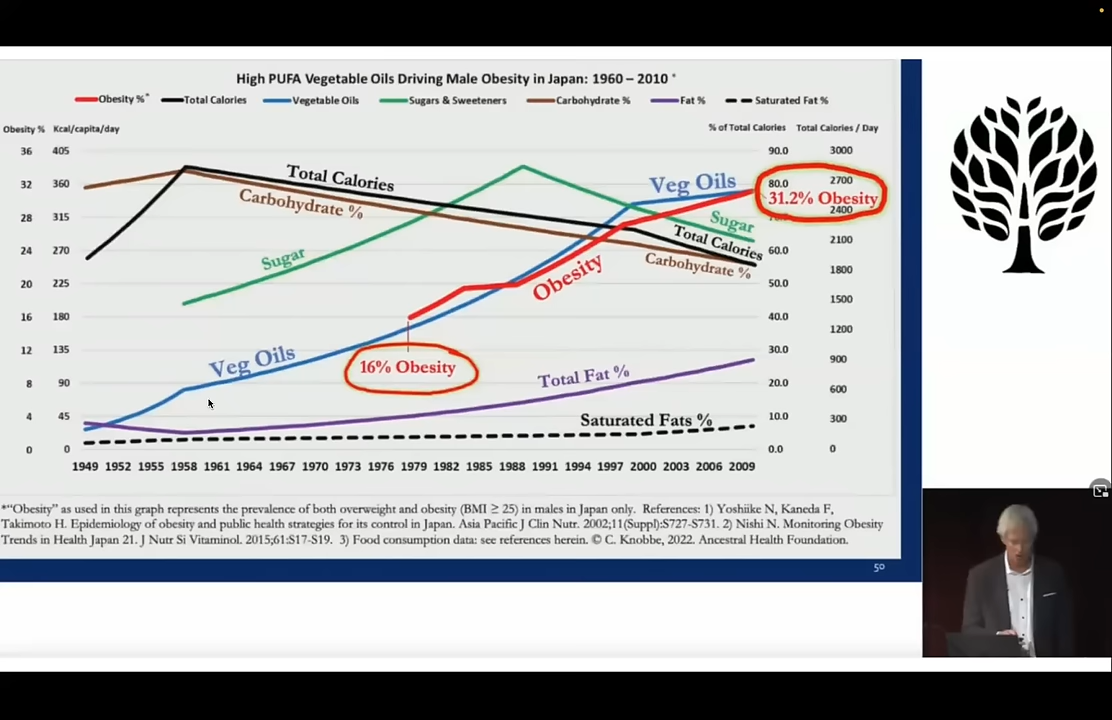 High PUFA Vegetable Oils Driving Male Obesity in Japan: 1960 – 2010 *
Obesity %* Total Calories Vegetable Oils Sugars & Sweeteners Carbohydrate % Fat % Saturated Fat %
Obesity % Kcal/capita/day % of Total Calories Total Calories / Day
36 405 90.0 3000
32 360 80.0 2700
28 315 2400
24 270 60.0 2100
20 225 50.0 1800
16 180 40.0 1500
12 135 30.0 1200
8 90 20.0 900
4 45 10.0 600
0 0 0.0 300
0
Total Calories
Carbohydrate %
Sugar
Veg Oils
Veg Oils
31.2% Obesity
Sugar
Total Calories
Carbohydrate %
Obesity
16% Obesity
Total Fat %
Saturated Fats %
1949 1952 1955 1958 1961 1964 1967 1970 1973 1976 1979 1982 1985 1988 1991 1994 1997 2000 2003 2006 2009
*“Obesity” as used in this graph represents the prevalence of both overweight and obesity (BMI ≥ 25) in males in Japan only. References: 1) Yoshiike N, Kaneda F,
Takimoto H. Epidemiology of obesity and public health strategies for its control in Japan. Asia Pacific J Clin Nutr. 2002;11(Suppl):S727-S731. 2) Nishi N. Monitoring Obesity
Trends in Health Japan 21. J Nutr Si Vitaminol. 2015;61:S17-S19. 3) Food consumption data: see references herein. © C. Knobbe, 2022. Ancestral Health Foundation.
50